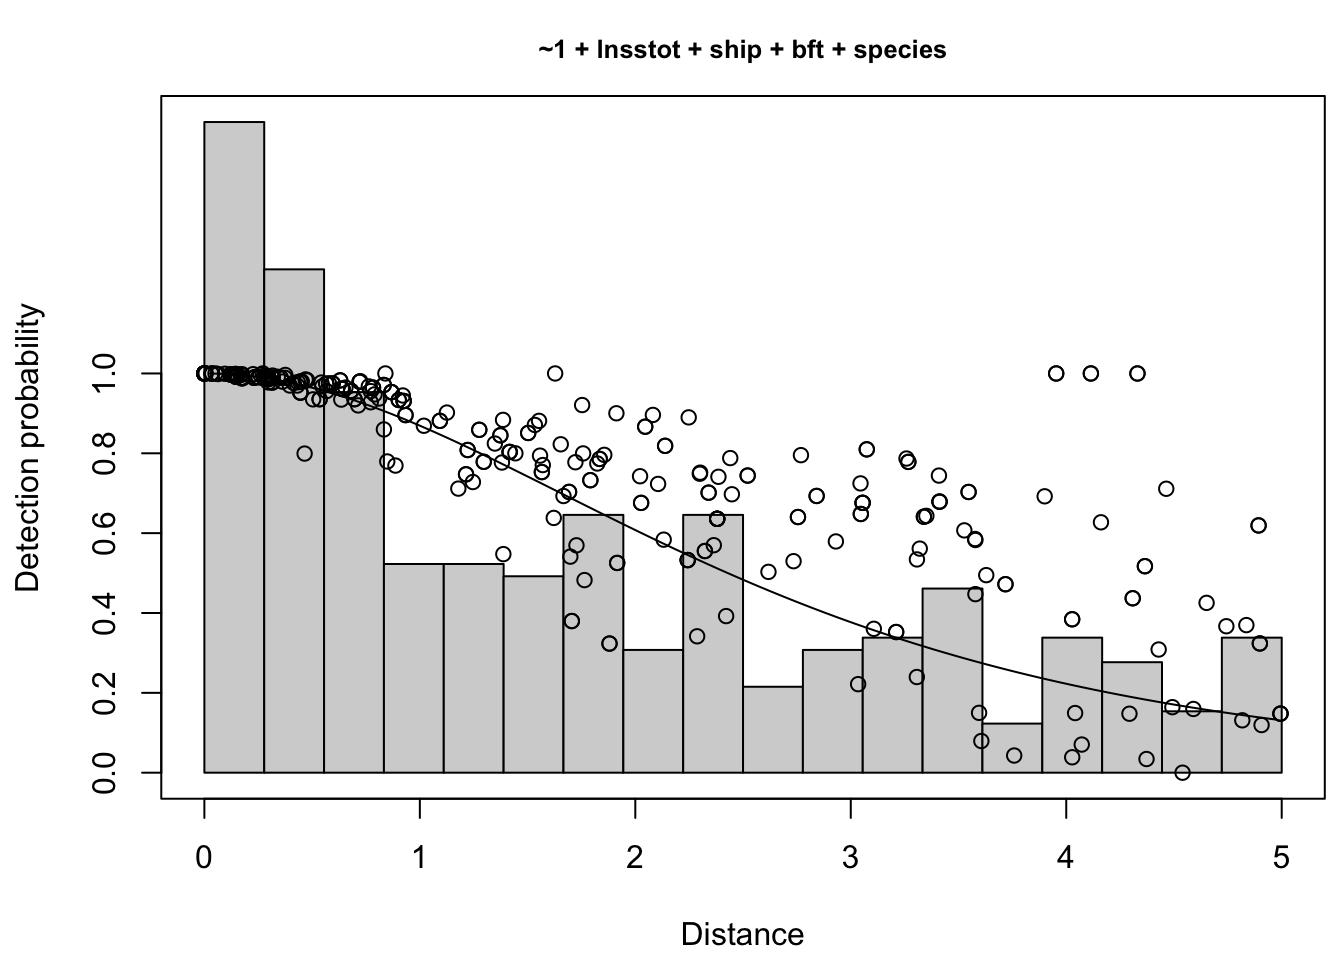 ~1 + lnsstot + ship + bft + species
Detection probability
1.0
0.8
0.6
0.4
0.2
0.0
0 1 2 3 4 5
Distance